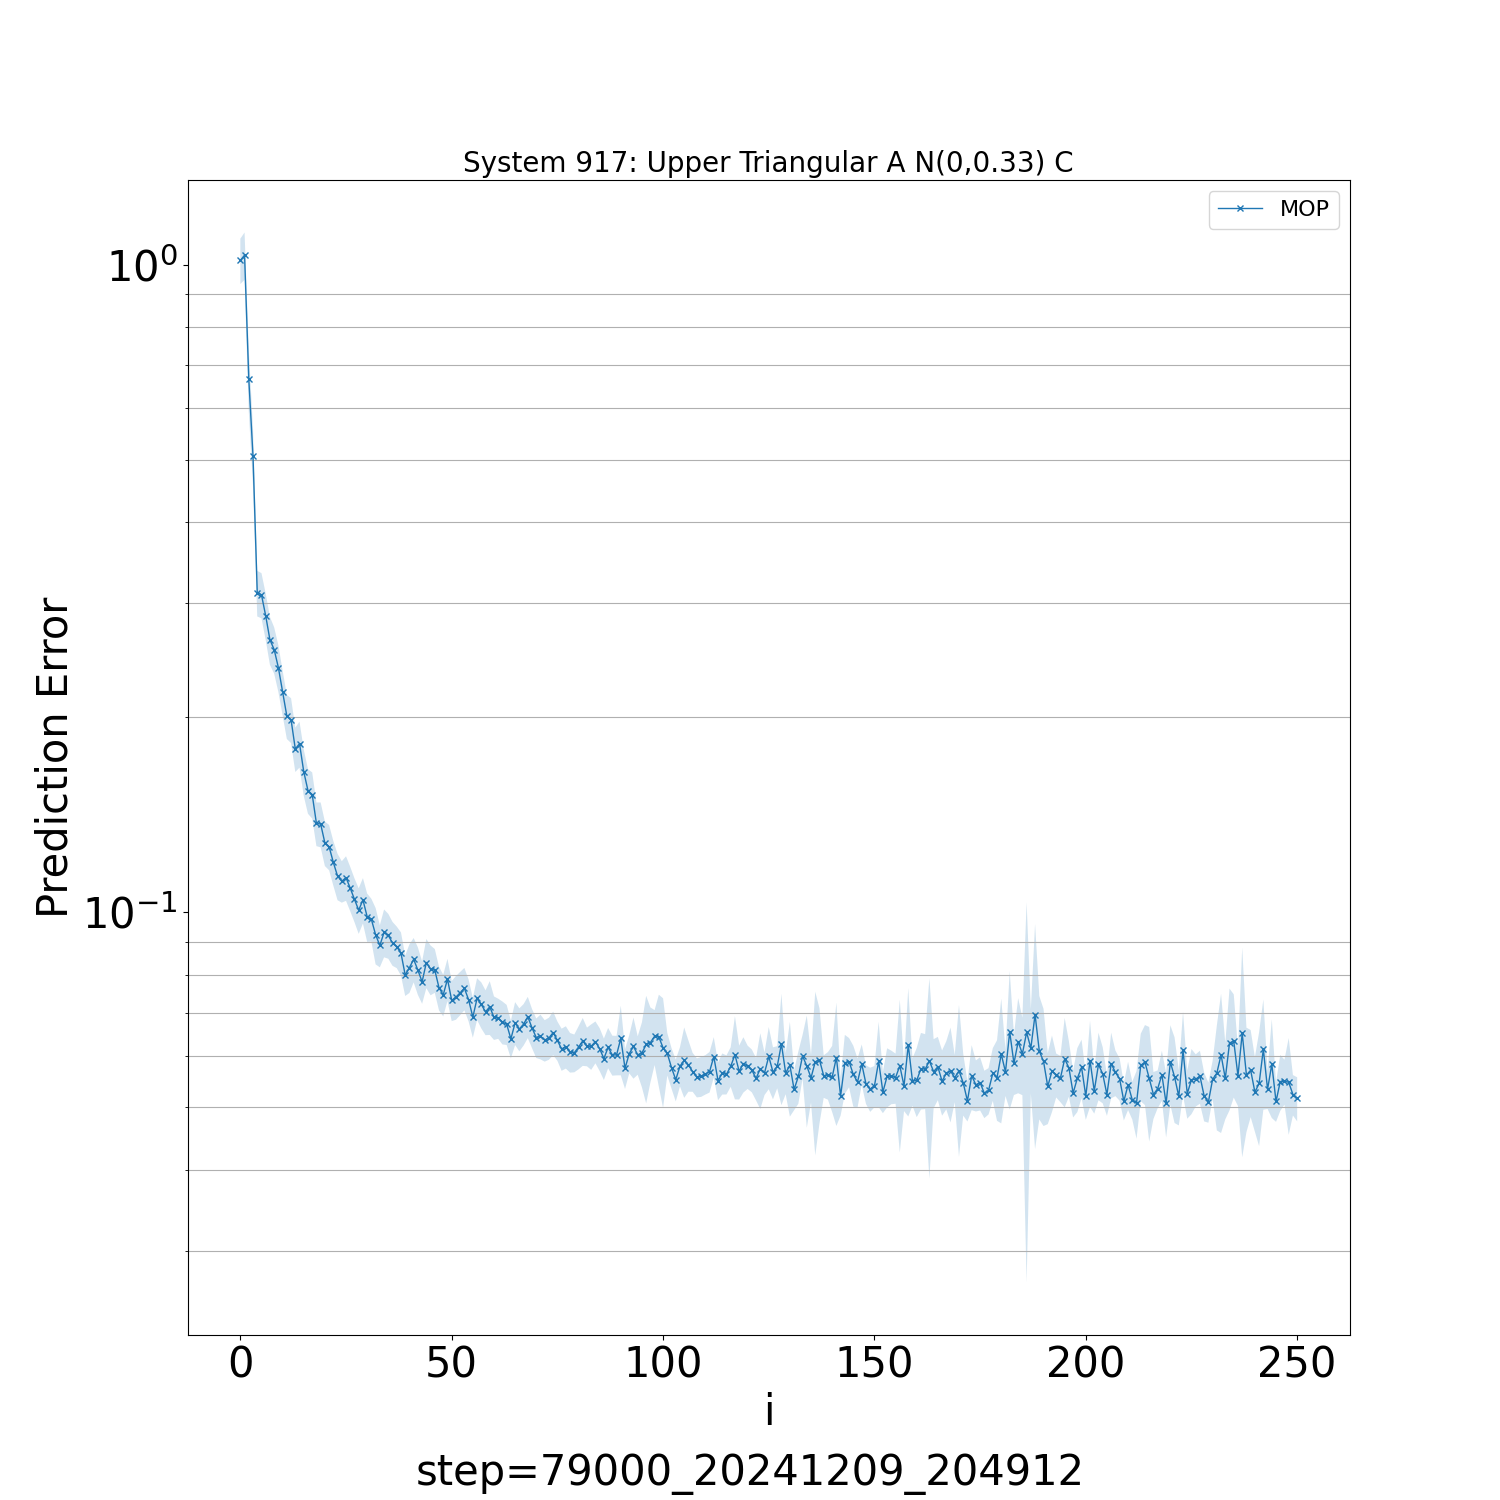 System 917: Upper Triangular A N(0,0.33) C
MOP
10⁰
10⁻¹
Prediction Error
0 50 100 150 200 250
i
step=79000_20241209_204912